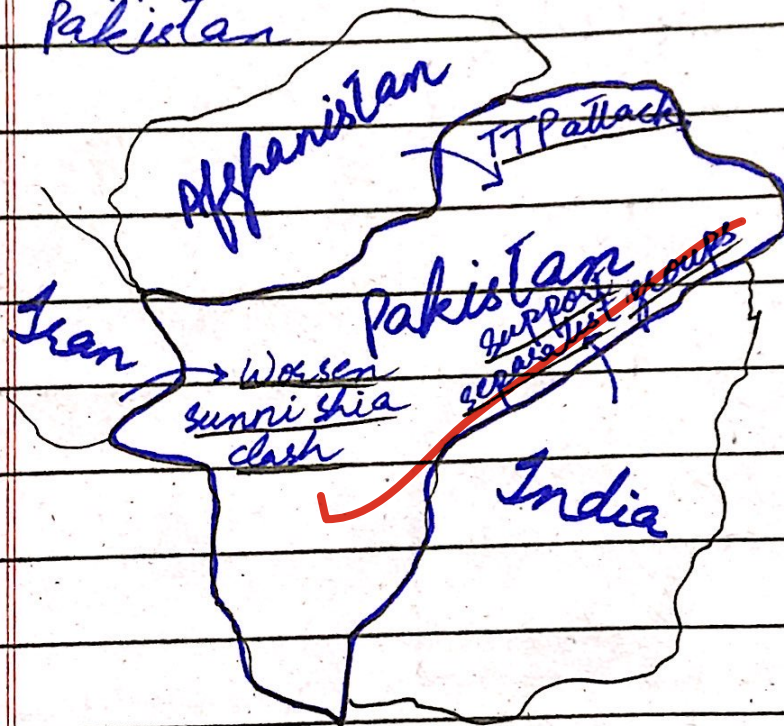 Pakistan
Afghanistan
TTP attack
Pakistan
support
separatist groups
Iran
Worsen
sunni shia
clash
India